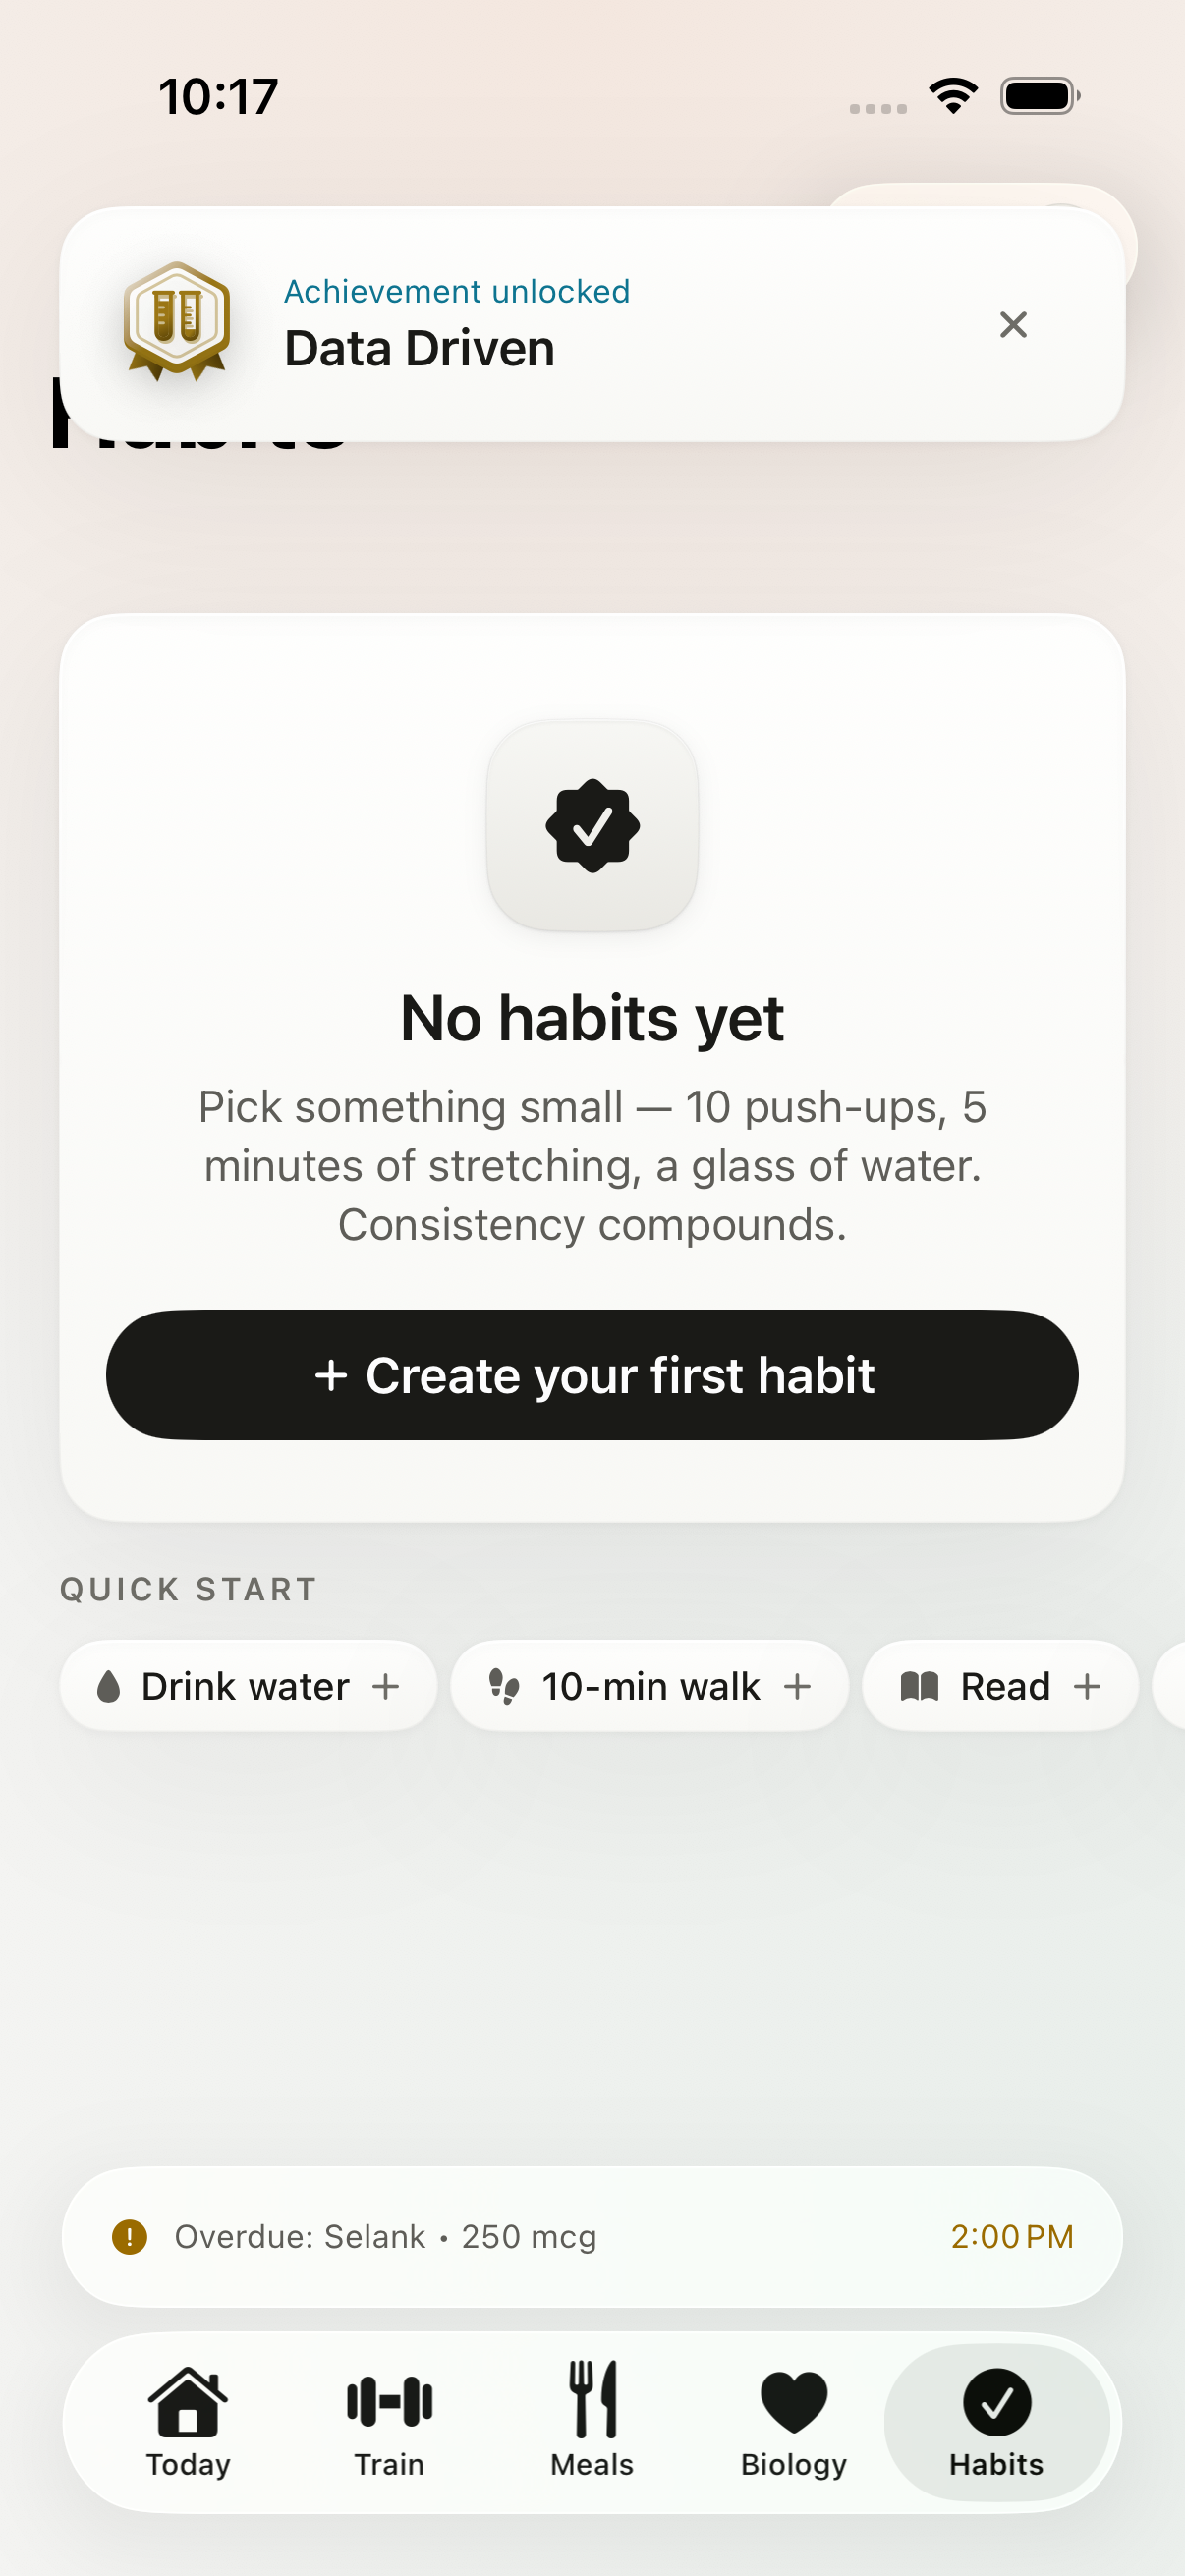 10:17
Achievement unlocked
Data Driven
Habits
No habits yet
Pick something small — 10 push-ups, 5
minutes of stretching, a glass of water.
Consistency compounds.
+ Create your first habit
QUICK START
Drink water +
10-min walk +
Read +
Overdue: Selank • 250 mcg
2:00 PM
Today
Train
Meals
Biology
Habits